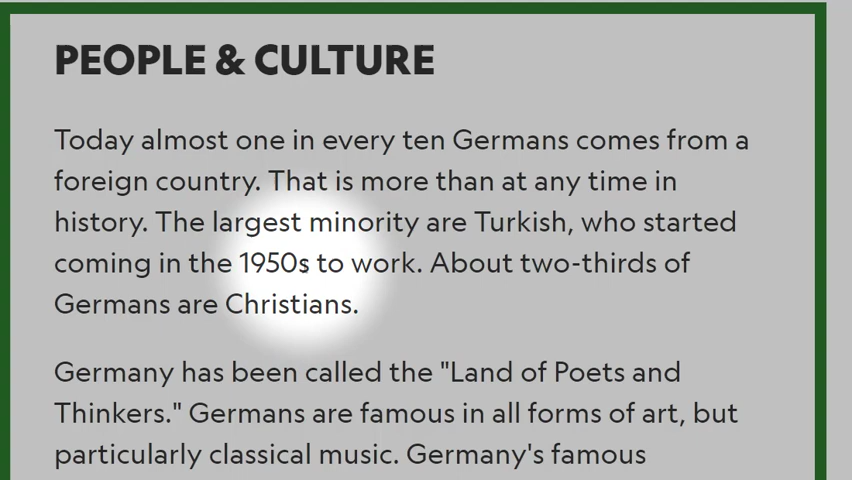 PEOPLE & CULTURE
Today almost one in every ten Germans comes from a
foreign country. That is more than at any time in
history. The largest minority are Turkish, who started
coming in the 1950s to work. About two-thirds of
Germans are Christians.
Germany has been called the "Land of Poets and
Thinkers." Germans are famous in all forms of art, but
particularly classical music. Germany's famous